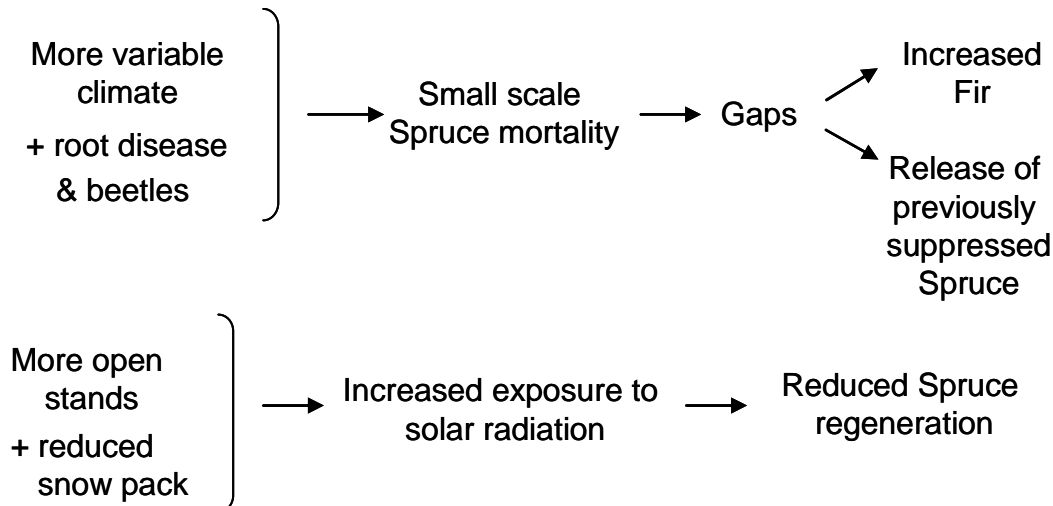 More variable
climate
+ root disease
& beetles
Small scale
Spruce mortality
Gaps
Increased
Fir
Release of
previously
suppressed
Spruce
More open
stands
+ reduced
snow pack
Increased exposure to
solar radiation
Reduced Spruce
regeneration